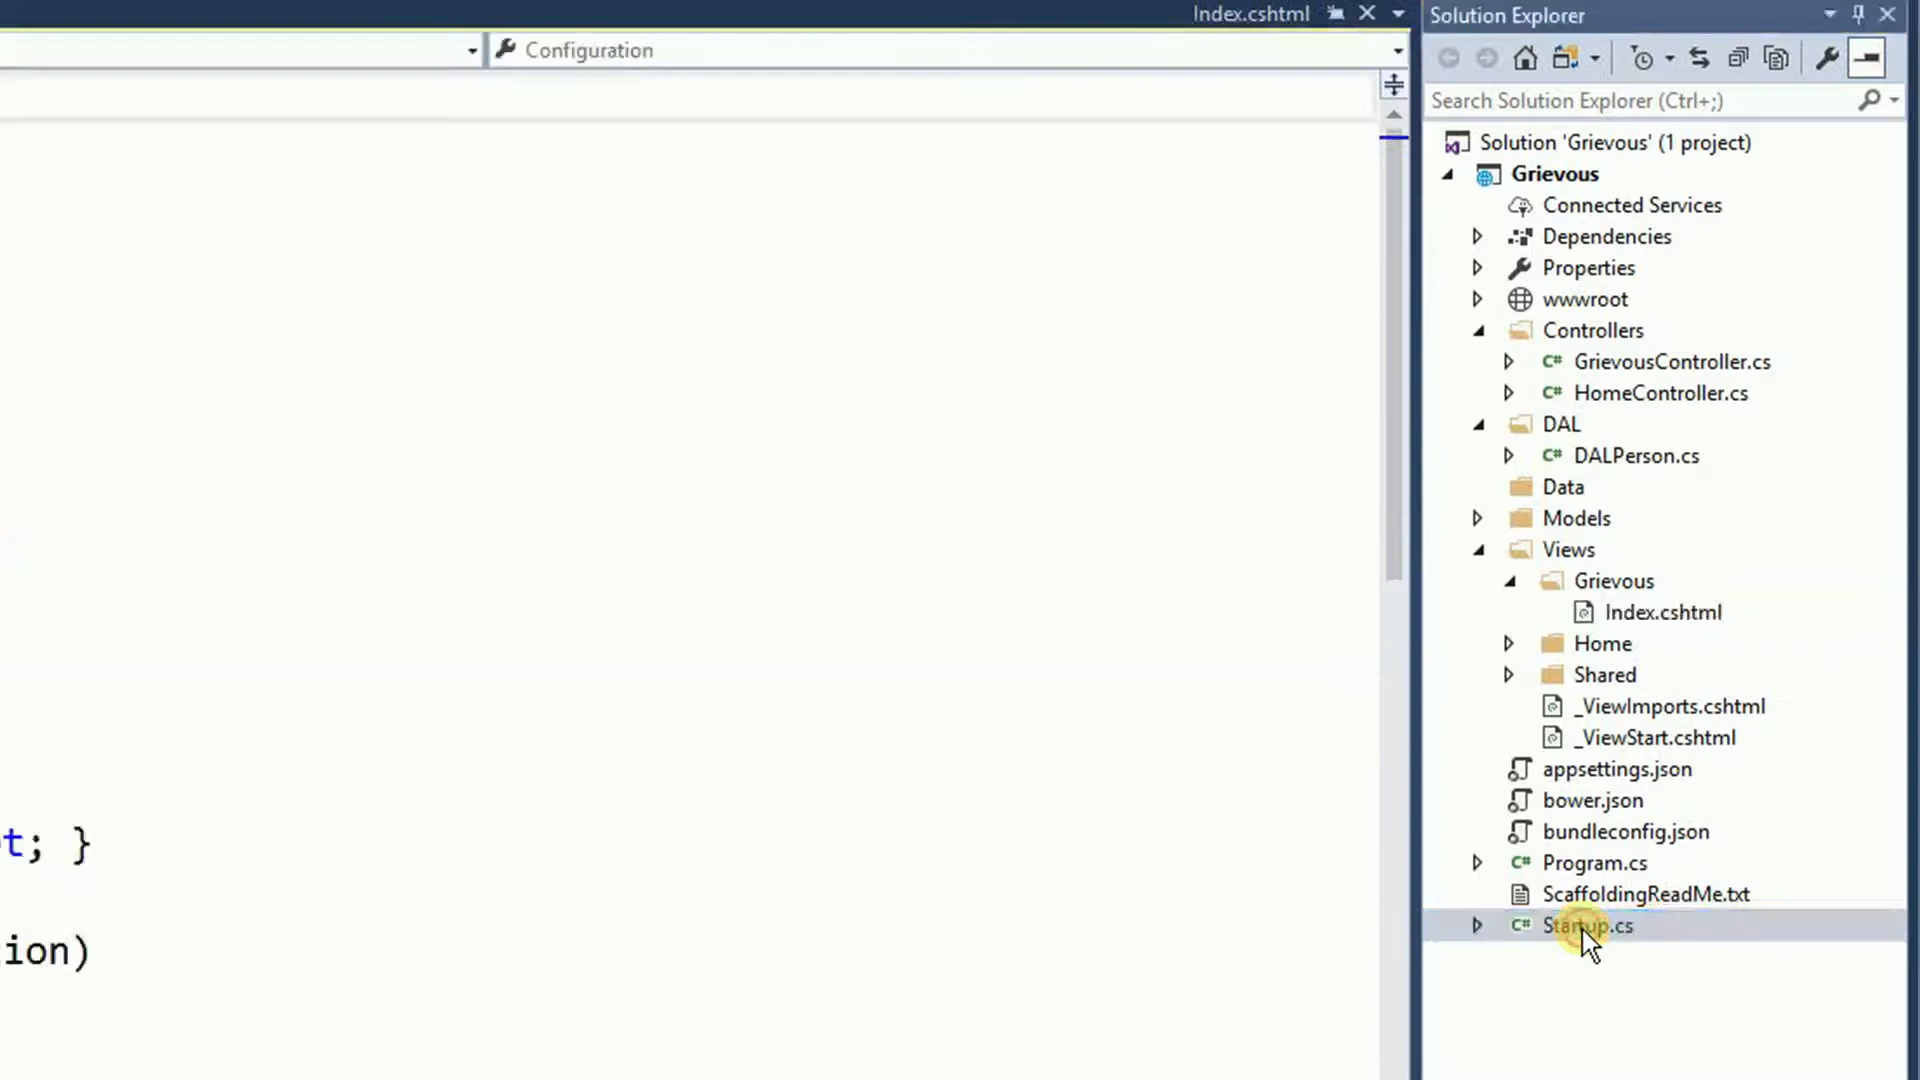 Index.cshtml
Solution Explorer
Configuration
Search Solution Explorer (Ctrl+;)
Solution 'Grievous' (1 project)
Grievous
Connected Services
Dependencies
Properties
wwwroot
Controllers
C# GrievousController.cs
C# HomeController.cs
DAL
C# DALPerson.cs
Data
Models
Views
Grievous
Index.cshtml
Home
Shared
_ViewImports.cshtml
_ViewStart.cshtml
appsettings.json
bower.json
bundleconfig.json
C# Program.cs
ScaffoldingReadMe.txt
C# Startup.cs
t; }
ion)